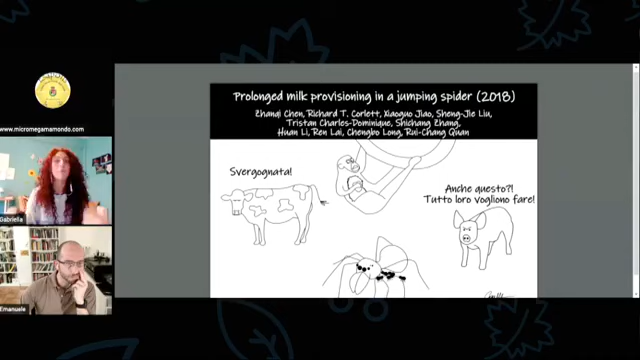 www.micromegamondo.com
Gabriella
Emanuele
Prolonged milk provisioning in a jumping spider (2018)
Zhanqi Chen, Richard T. Corlett, Xiaoguo Jiao, Sheng-Jie Liu,
Tristan Charles-Dominique, Shichang Zhang,
Huan Li, Ren Lai, Chengbo Long, Rui-Chang Quan
Svergognata!
Anche questo?!
Tutto loro vogliono fare!